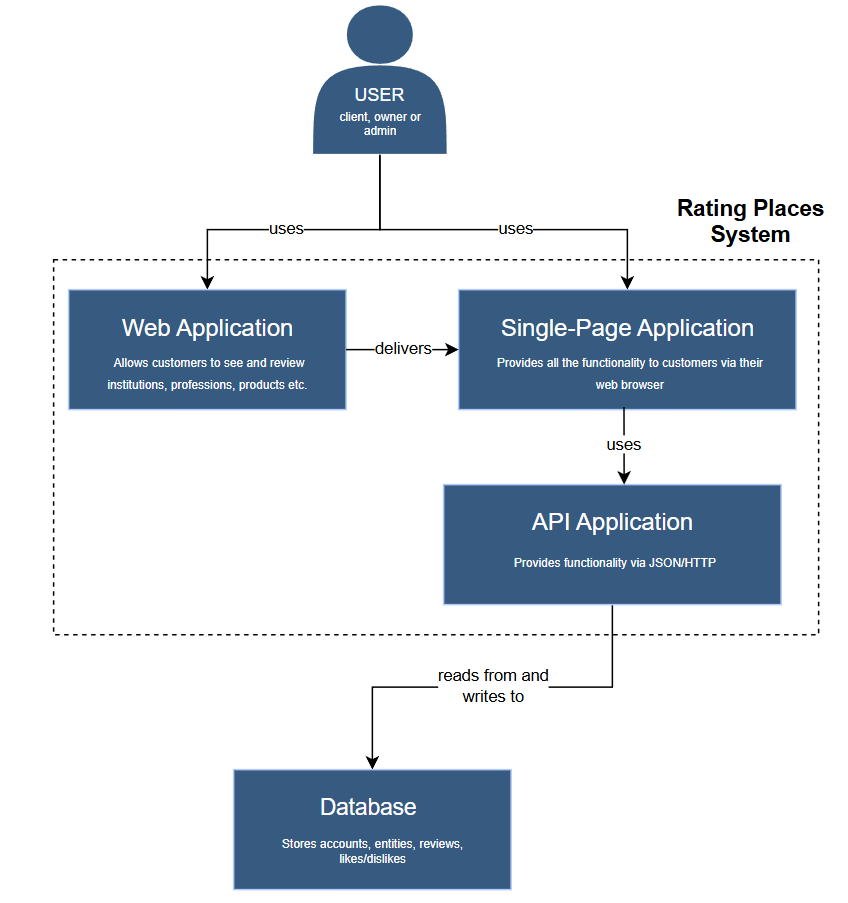 USER
client, owner or
admin
Rating Places
System
uses
uses
Web Application
Allows customers to see and review
institutions, professions, products etc.
delivers
Single-Page Application
Provides all the functionality to customers via their
web browser
uses
API Application
Provides functionality via JSON/HTTP
reads from and
writes to
Database
Stores accounts, entities, reviews,
likes/dislikes